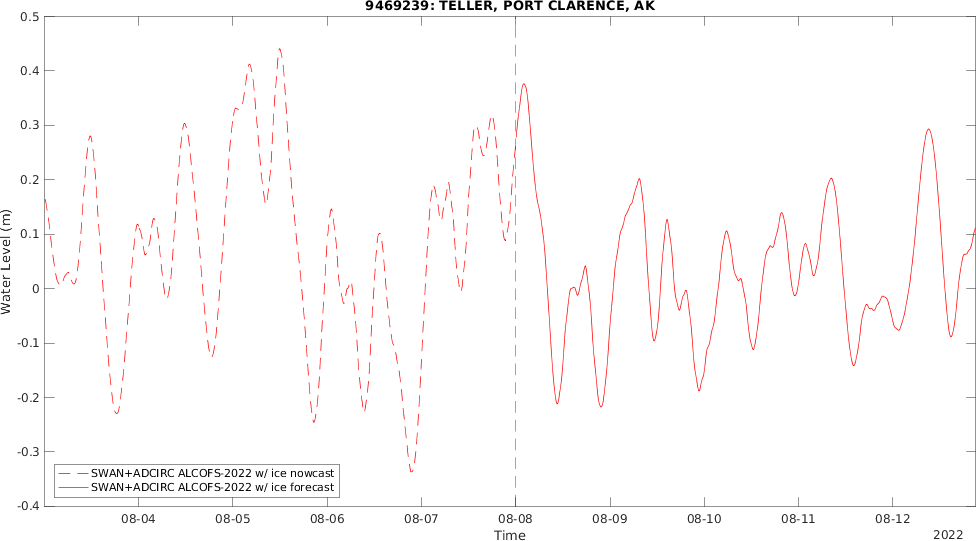 9469239: TELLER, PORT CLARENCE, AK
0.5
0.4
0.3
0.2
0.1
0
-0.1
-0.2
-0.3
-0.4
Water Level (m)
SWAN+ADCIRC ALCOFS-2022 w/ ice nowcast
SWAN+ADCIRC ALCOFS-2022 w/ ice forecast
08-04 08-05 08-06 08-07 08-08 08-09 08-10 08-11 08-12
Time
2022